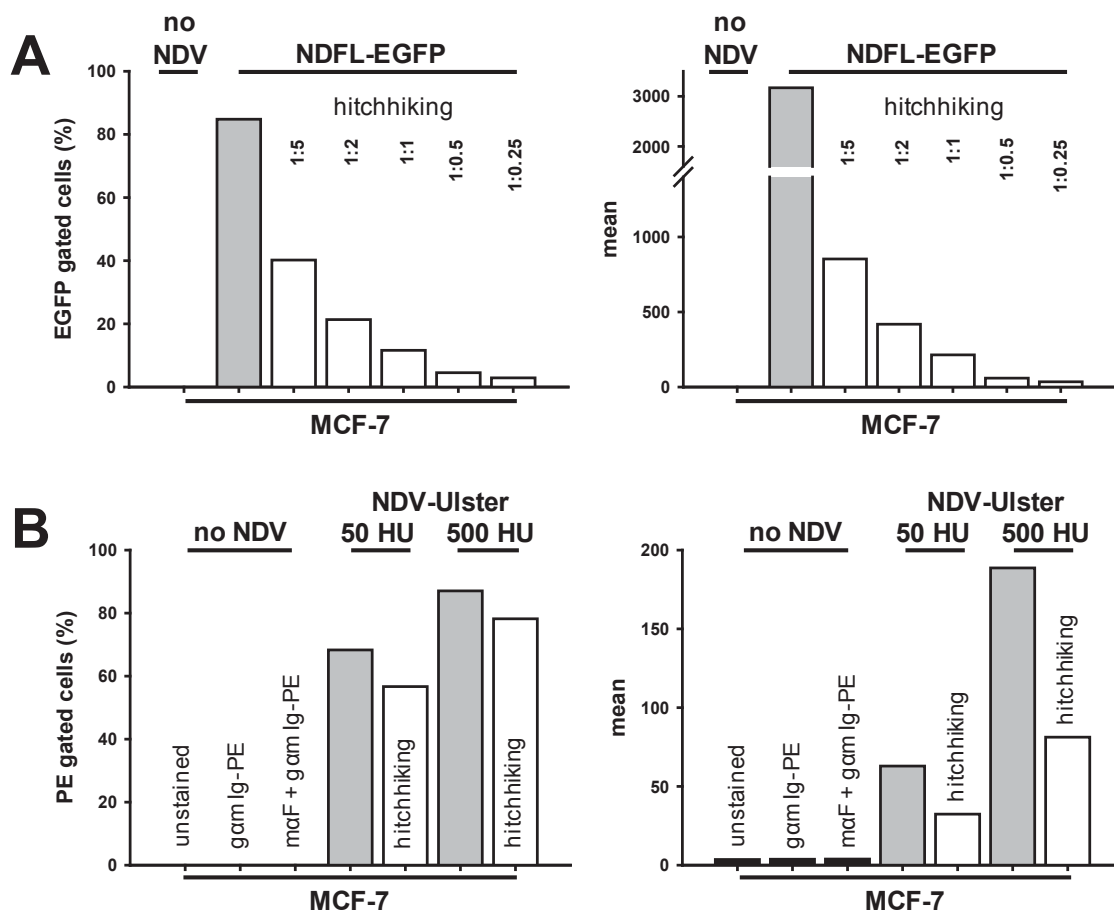 A
no
NDV
NDFL-EGFP
hitchhiking
1:5
1:2
1:1
1:0.5
1:0.25
EGFP gated cells (%)
100
80
60
40
20
0
MCF-7
no
NDV
NDFL-EGFP
hitchhiking
1:5
1:2
1:1
1:0.5
1:0.25
mean
3000
2000
1000
500
0
MCF-7
B
NDV-Ulster
no NDV
50 HU
500 HU
PE gated cells (%)
100
80
60
40
20
0
unstained
gαm Ig-PE
mαF + gαm Ig-PE
hitchhiking
hitchhiking
MCF-7
NDV-Ulster
no NDV
50 HU
500 HU
mean
200
150
100
50
0
unstained
gαm Ig-PE
mαF + gαm Ig-PE
hitchhiking
hitchhiking
MCF-7